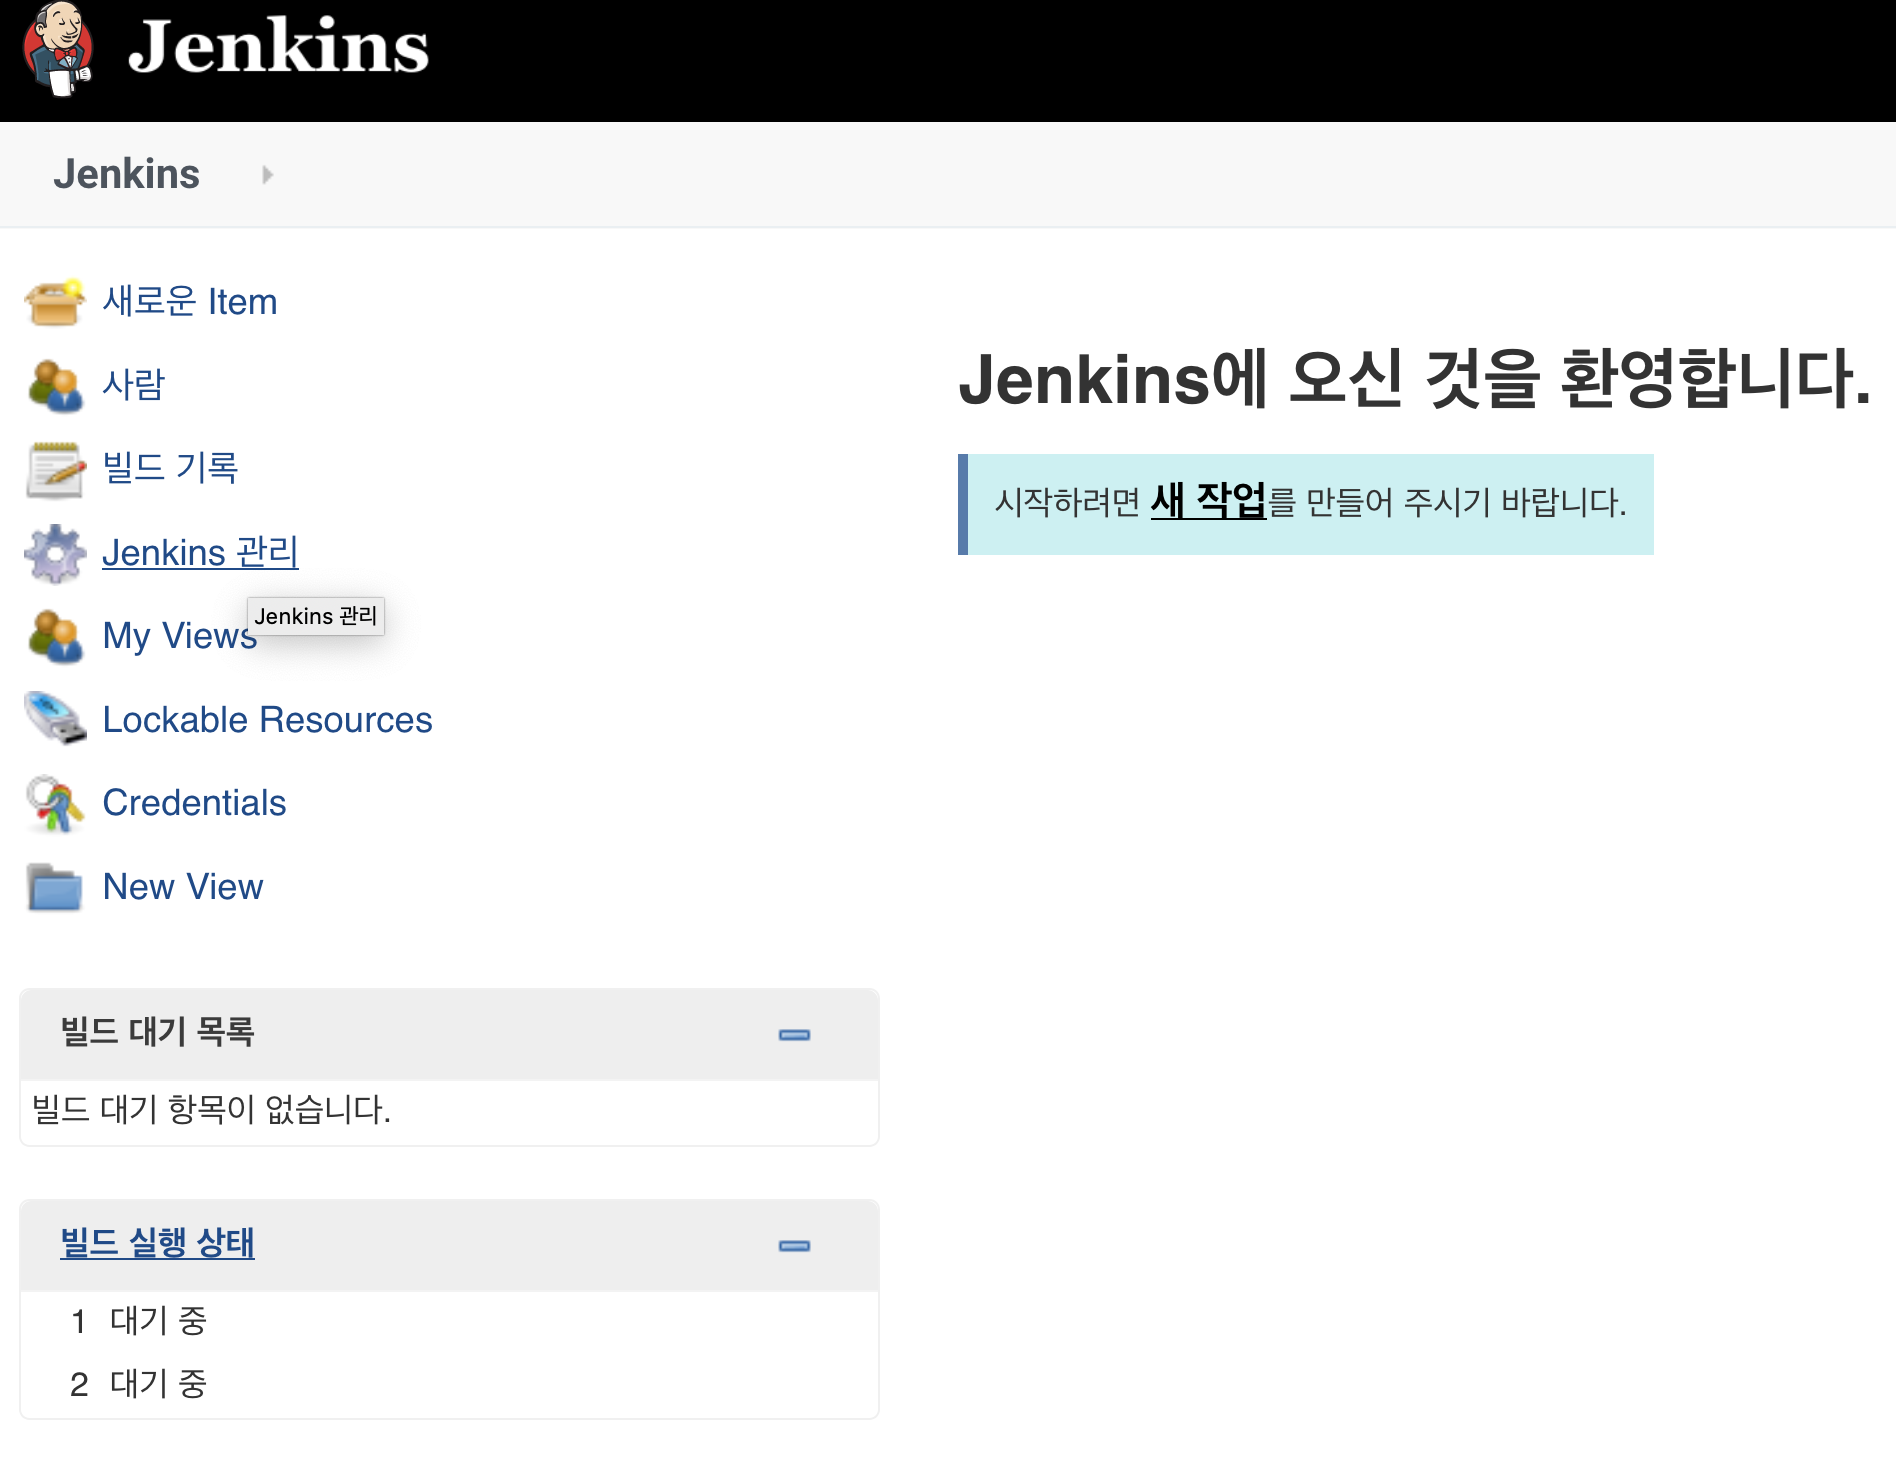 Jenkins
Jenkins
새로운 Item
사람
빌드 기록
Jenkins 관리
Jenkins 관리
My Views
Lockable Resources
Credentials
New View
빌드 대기 목록
빌드 대기 항목이 없습니다.
빌드 실행 상태
1 대기 중
2 대기 중
Jenkins에 오신 것을 환영합니다.
시작하려면 새 작업를 만들어 주시기 바랍니다.